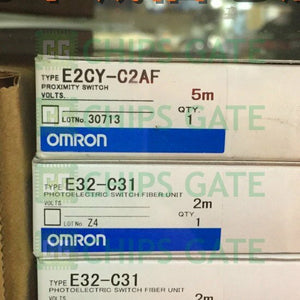 TYPE E2CY-C2AF
PROXIMITY SWITCH
VOLTS. 5m
LOTNo. 30713 QTY. 1
OMRON
TYPE E32-C31
PHOTOELECTRIC SWITCH FIBER UNIT
VOLTS 2m
LOT No Z4 QTY. 1
OMRON
TYPE E32-C31
PHOTOELECTRIC SWITCH FIBER UNIT
VOLTS 2m
CHIPS GATE
CHIPS GATE
CHIPS GATE